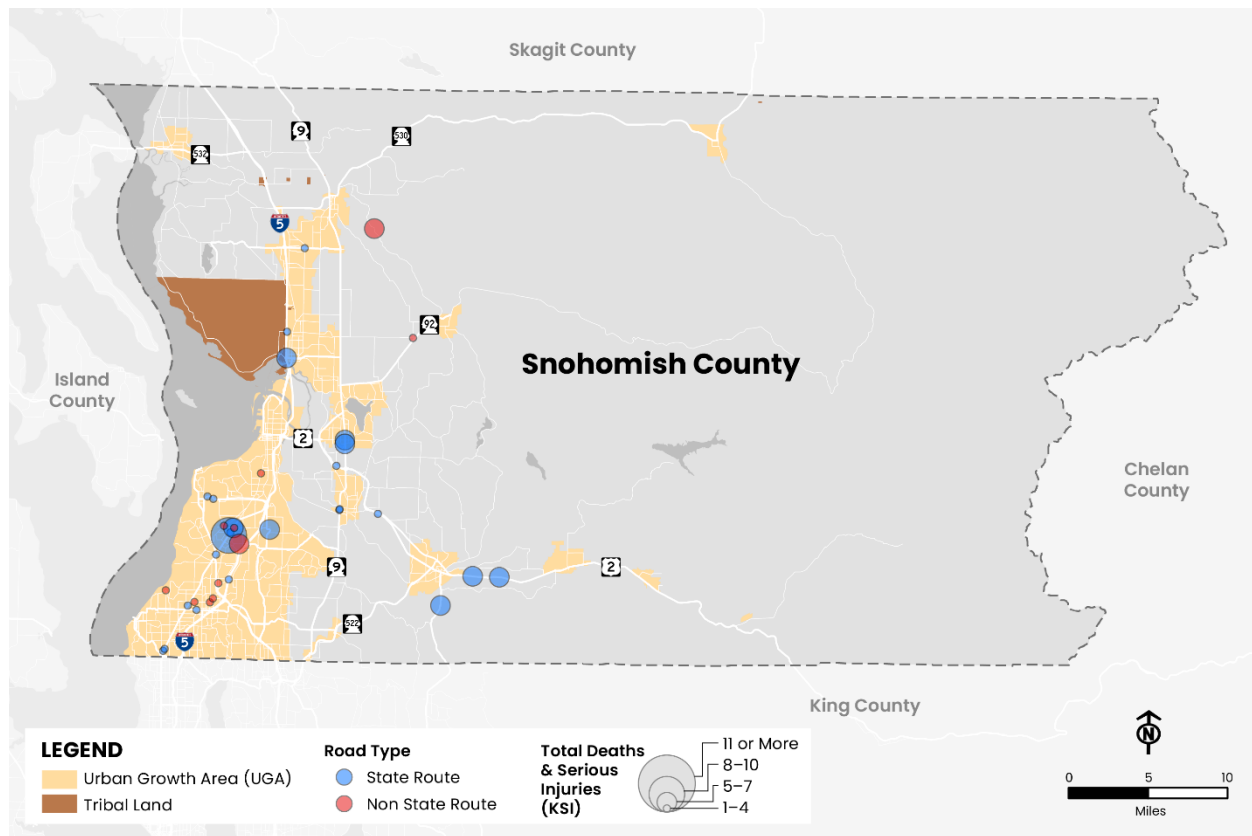 Skagit County
9
530
532
5
92
Snohomish County
Island
County
2
Chelan
County
9
2
522
5
King County
N
LEGEND
Urban Growth Area (UGA)
Tribal Land
Road Type
State Route
Non State Route
Total Deaths
& Serious
Injuries
(KSI)
11 or More
8–10
5–7
1–4
0 5 10
Miles